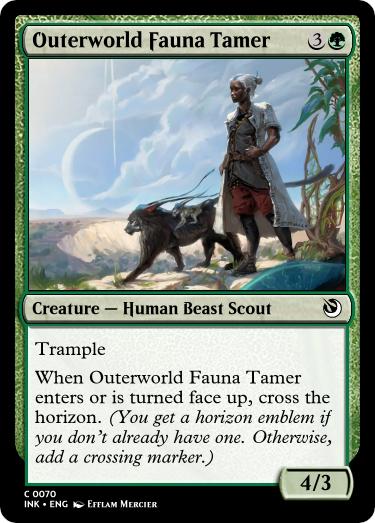 Outerworld Fauna Tamer 3
Creature — Human Beast Scout
Trample
When Outerworld Fauna Tamer
enters or is turned face up, cross the
horizon. (You get a horizon emblem if
you don't already have one. Otherwise,
add a crossing marker.)
4/3
C 0070
INK • ENG Efflam Mercier